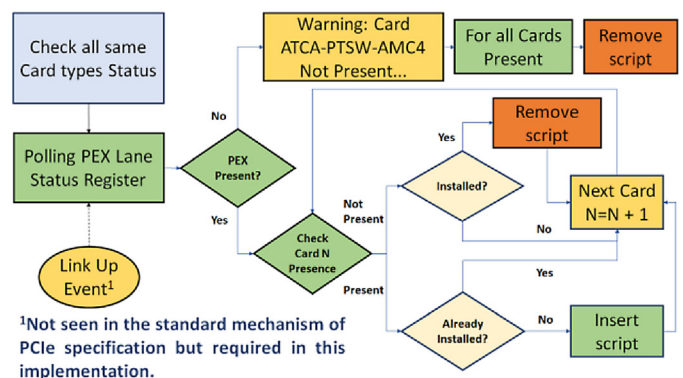 Check all same
Card types Status
Warning: Card
ATCA-PTSW-AMC4
Not Present...
For all Cards
Present
Remove
script
No
Polling PEX Lane
Status Register
PEX
Present?
Yes
Link Up
Event1
Check
Card N
Presence
Not
Present
Present
Installed?
Yes
Remove
script
No
Next Card
N=N + 1
Already
Installed?
Yes
No
Insert
script
1Not seen in the standard mechanism of
PCIe specification but required in this
implementation.